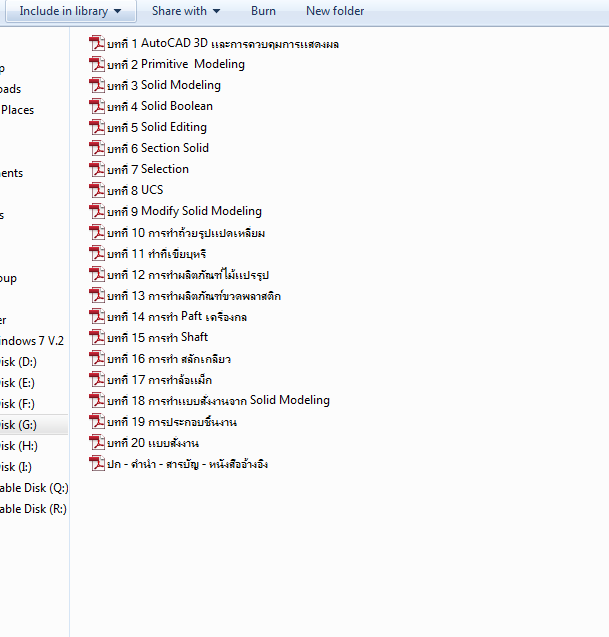 Include in library Share with Burn New folder
บทที่ 1 AutoCAD 3D และการควบคุมการแสดงผล
บทที่ 2 Primitive Modeling
บทที่ 3 Solid Modeling
บทที่ 4 Solid Boolean
บทที่ 5 Solid Editing
บทที่ 6 Section Solid
บทที่ 7 Selection
บทที่ 8 UCS
บทที่ 9 Modify Solid Modeling
บทที่ 10 การทำถ้วยรูปแปดเหลี่ยม
บทที่ 11 ทำที่เขี่ยบุหรี่
บทที่ 12 การทำผลิตภัณฑ์ไม้แปรรูป
บทที่ 13 การทำผลิตภัณฑ์ขวดพลาสติก
บทที่ 14 การทำ Paft เครื่องกล
บทที่ 15 การทำ Shaft
บทที่ 16 การทำ สลักเกลียว
บทที่ 17 การทำล้อแม็ก
บทที่ 18 การทำแบบสั่งงานจาก Solid Modeling
บทที่ 19 การประกอบชิ้นงาน
บทที่ 20 แบบสั่งงาน
ปก - คำนำ - สารบัญ - หนังสืออ้างอิง
p
oads
Places
ents
s
oup
er
indows 7 V.2
isk (D:)
isk (E:)
isk (F:)
isk (G:)
isk (H:)
isk (I:)
able Disk (Q:)
able Disk (R:)